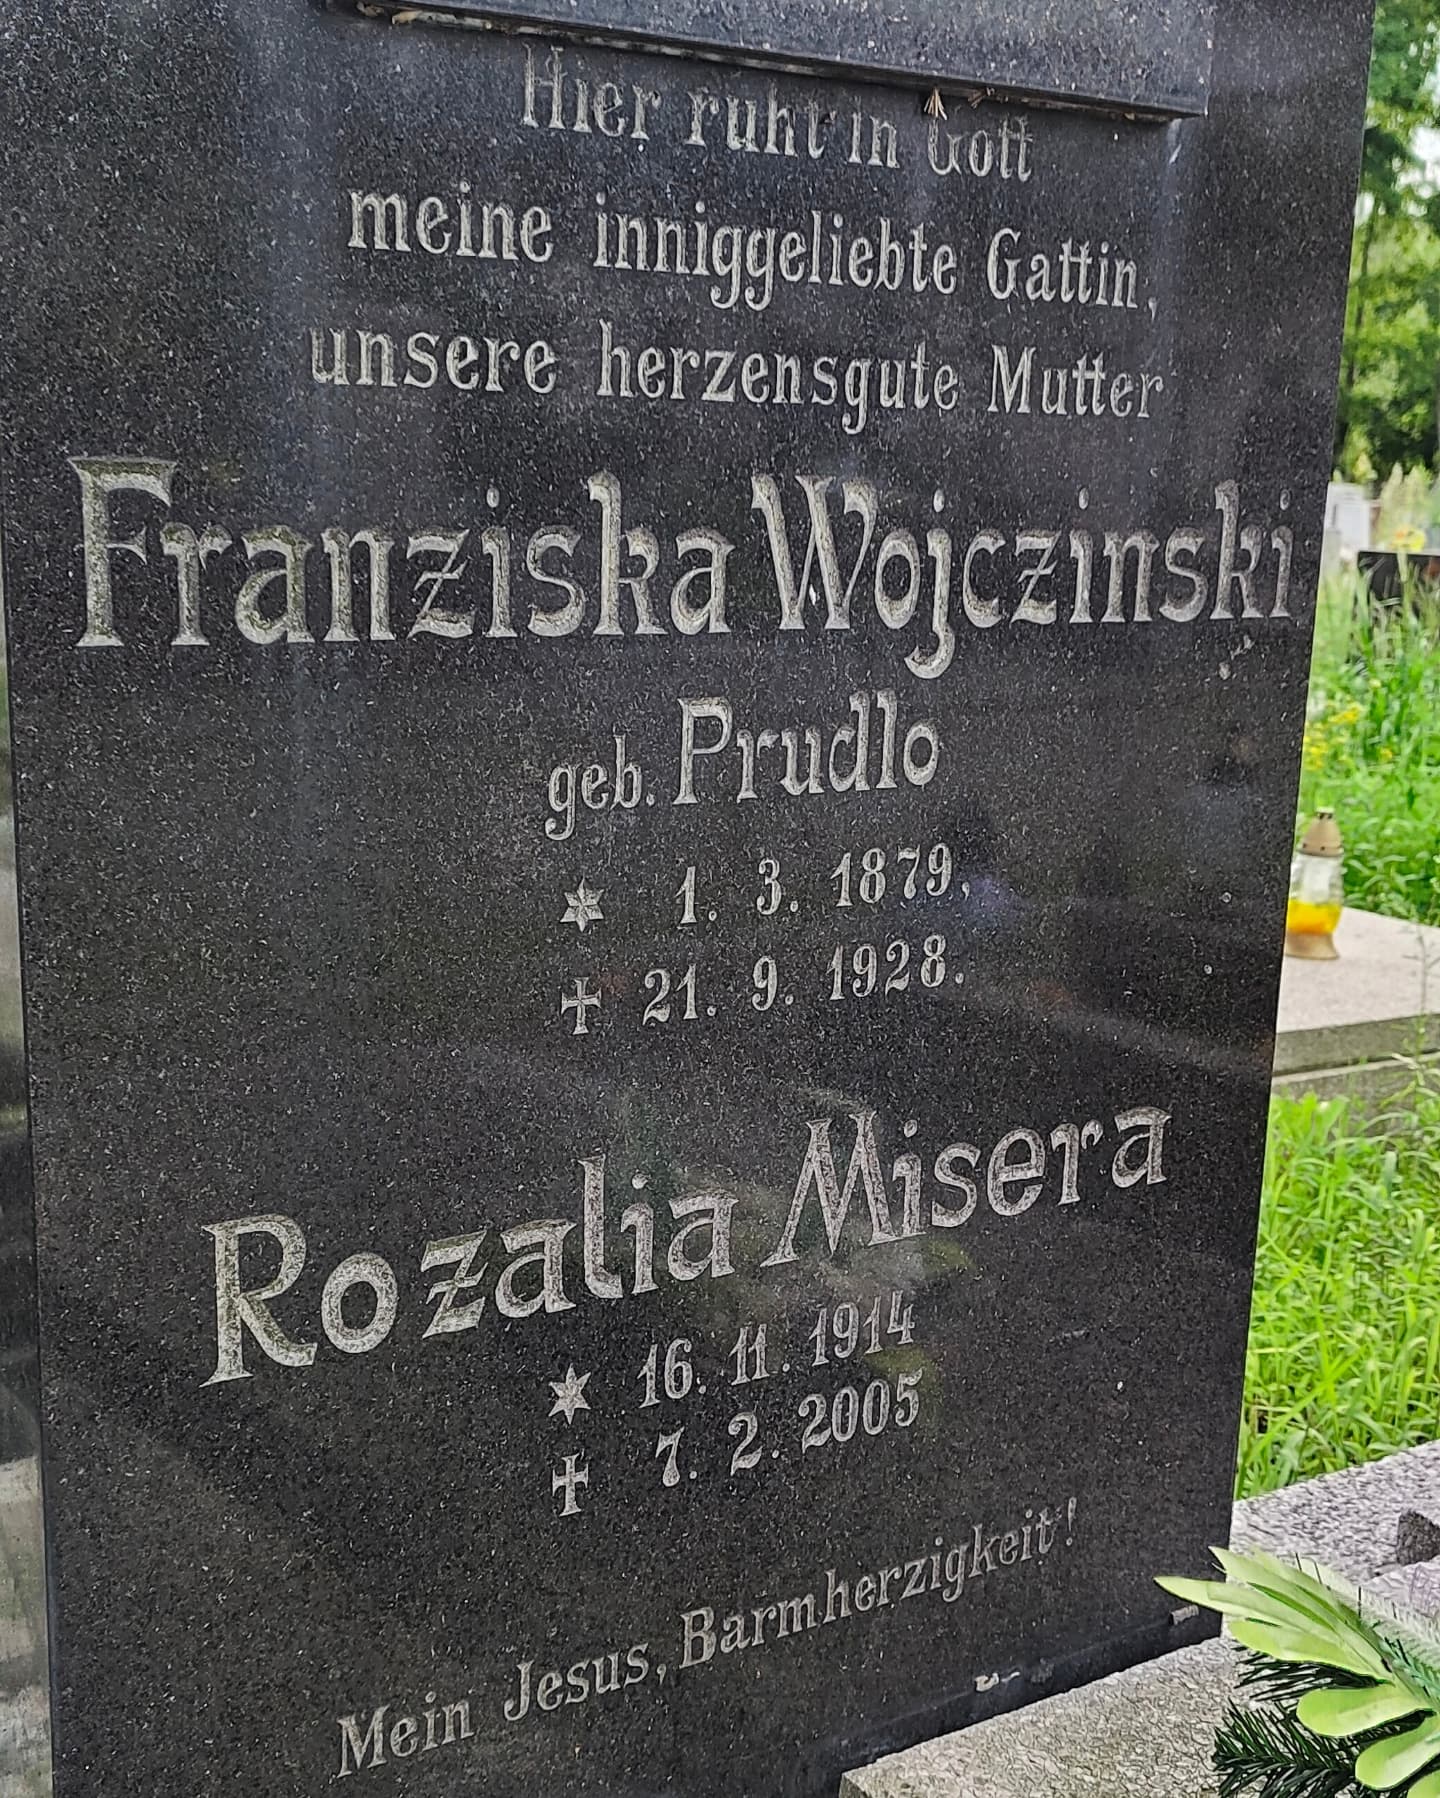 Hier ruht in Gott
meine inniggeliebte Gattin,
unsere herzensgute Mutter
Franziska Wojczinski
geb. Prudlo
* 1. 3. 1879,
✝ 21. 9. 1928.
Rozalia Misera
* 16. 11. 1914
✝ 7. 2. 2005
Mein Jesus, Barmherzigkeit!